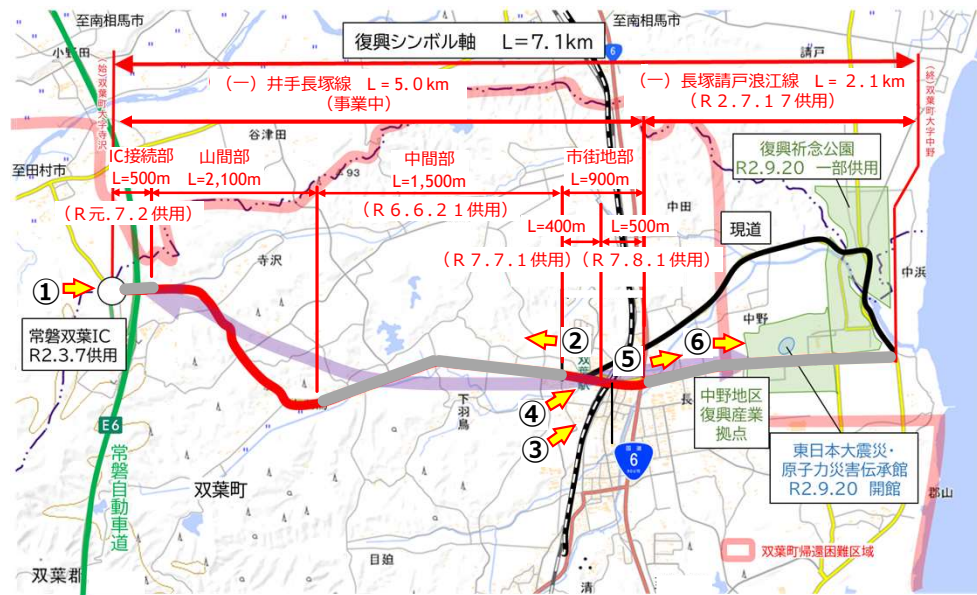 至南相馬市
至南相馬市
小野田
復興シンボル軸 L=7.1km
6
請戸
(始)双葉町大字寺沢
(終)双葉町大字中野
(一)井手長塚線 L=5.0km
(事業中)
(一)長塚請戸浪江線 L= 2.1km
(R2.7.17供用)
谷津田
至田村市
IC接続部
L=500m
山間部
L=2,100m
93
中間部
L=1,500m
市街地部
L=900m
復興祈念公園
R2.9.20 一部供用
(R元.7.2供用)
(R6.6.21供用)
L=400m
L=500m
中田
現道
寺沢
(R7.7.1供用)
(R7.8.1供用)
中浜
①
常磐双葉IC
R2.3.7供用
②
双葉駅
⑤
⑥
中野
④
③
下羽鳥
長
中野地区
復興産業
拠点
E6
常磐自動車道
国道
6
ROUTE
東日本大震災・
原子力災害伝承館
R2.9.20 開館
双葉町
郡山
目迫
双葉町帰還困難区域
双葉郡
清